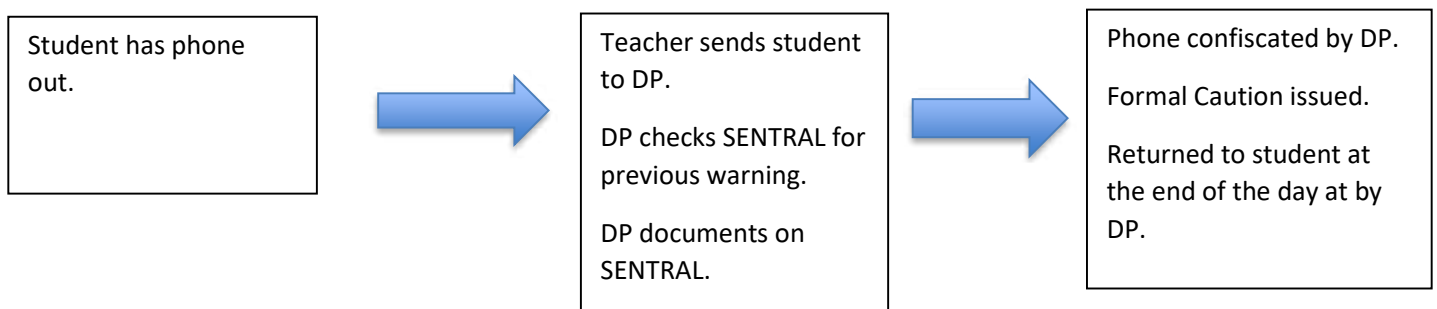 Student has phone
out.
Teacher sends student
to DP.
DP checks SENTRAL for
previous warning.
DP documents on
SENTRAL.
Phone confiscated by DP.
Formal Caution issued.
Returned to student at
the end of the day at by
DP.